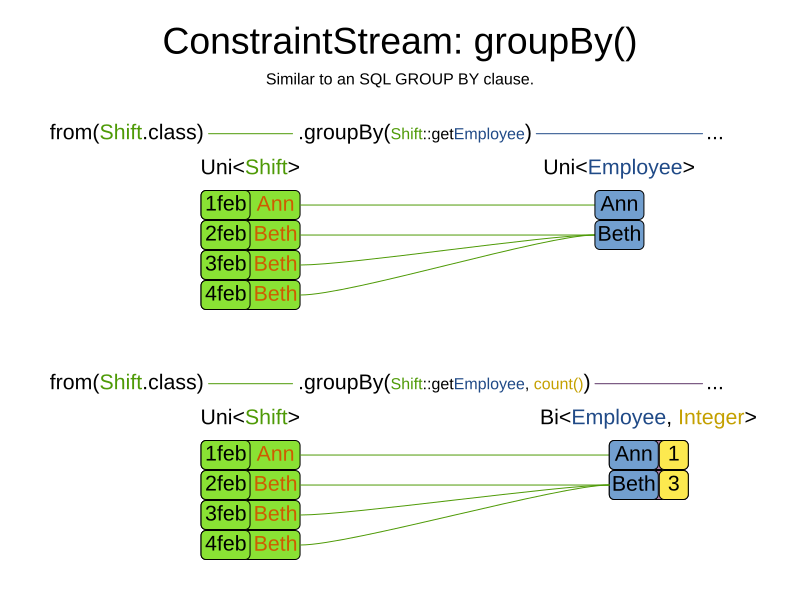 ConstraintStream: groupBy()
Similar to an SQL GROUP BY clause.
from(Shift.class) .groupBy(Shift::getEmployee) ...
Uni<Shift> Uni<Employee>
1feb Ann Ann
2feb Beth Beth
3feb Beth
4feb Beth
from(Shift.class) .groupBy(Shift::getEmployee, count()) ...
Uni<Shift> Bi<Employee, Integer>
1feb Ann Ann 1
2feb Beth Beth 3
3feb Beth
4feb Beth